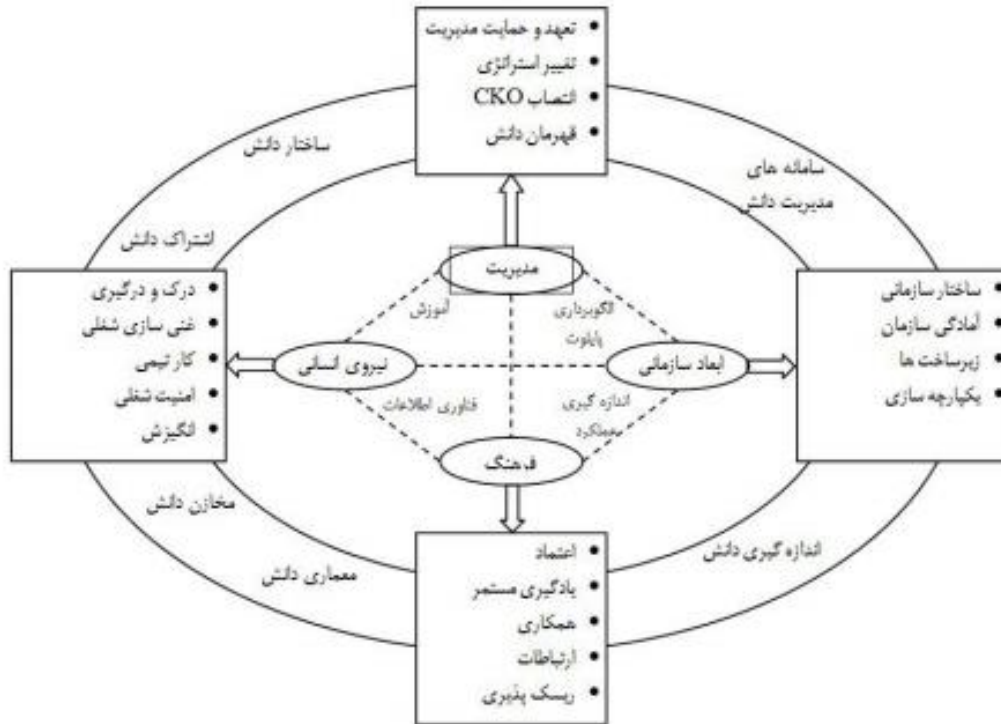 تعهد و حمایت مدیریت
تغییر استراتژی
انتصاب CKO
قهرمان دانش
ساختار دانش
سامانه های
مدیریت دانش
اشتراک دانش
مدیریت
درک و درگیری
غنی سازی شغلی
کار تیمی
امنیت شغلی
انگیزش
ساختار سازمانی
آمادگی سازمان
زیرساخت ها
یکپارچه سازی
آموزش
الگوبرداری
پایلوت
نیروی انسانی
ابعاد سازمانی
فناوری اطلاعات
اندازه گیری
عملکرد
فرهنگ
مخازن دانش
معماری دانش
اندازه گیری دانش
اعتماد
یادگیری مستمر
همکاری
ارتباطات
ریسک پذیری